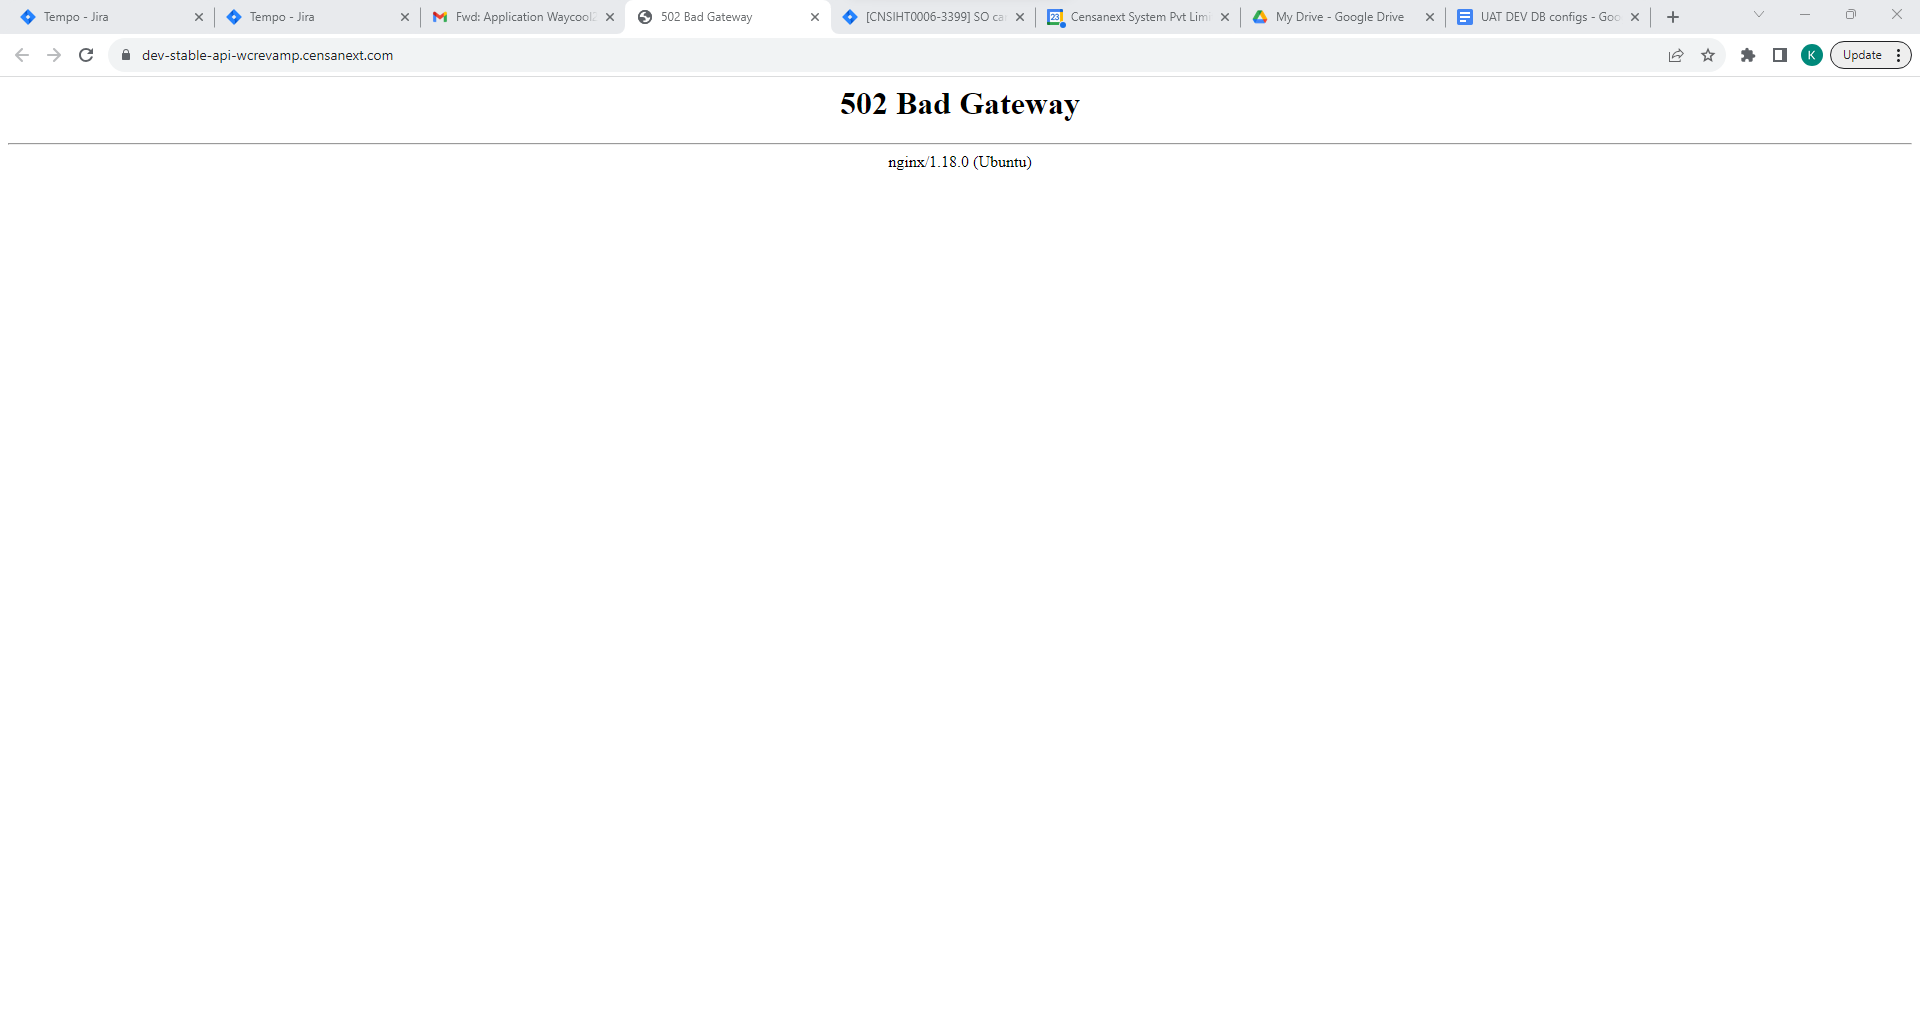 Tempo - Jira
Tempo - Jira
Fwd: Application Waycool2
502 Bad Gateway
[CNSIHT0006-3399] SO ca
23
Censanext System Pvt Lim
My Drive - Google Drive
UAT DEV DB configs - Goo
dev-stable-api-wcrevamp.censanext.com
K
Update
502 Bad Gateway
nginx/1.18.0 (Ubuntu)